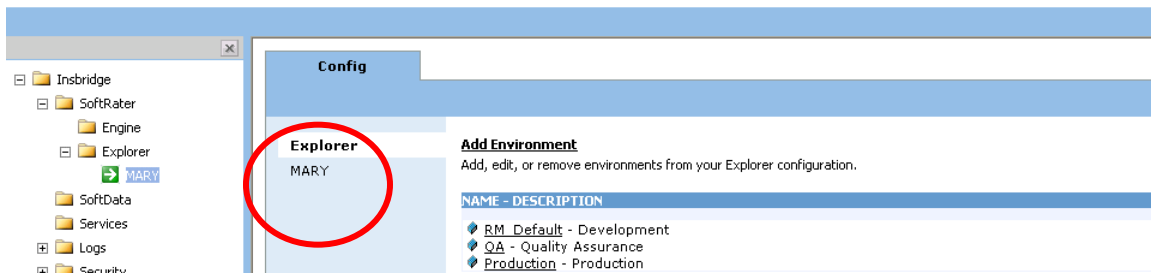 Insbridge
SoftRater
Engine
Explorer
MARY
SoftData
Services
Logs
Security
Config
Explorer
MARY
Add Environment
Add, edit, or remove environments from your Explorer configuration.
NAME - DESCRIPTION
RM_Default - Development
QA - Quality Assurance
Production - Production